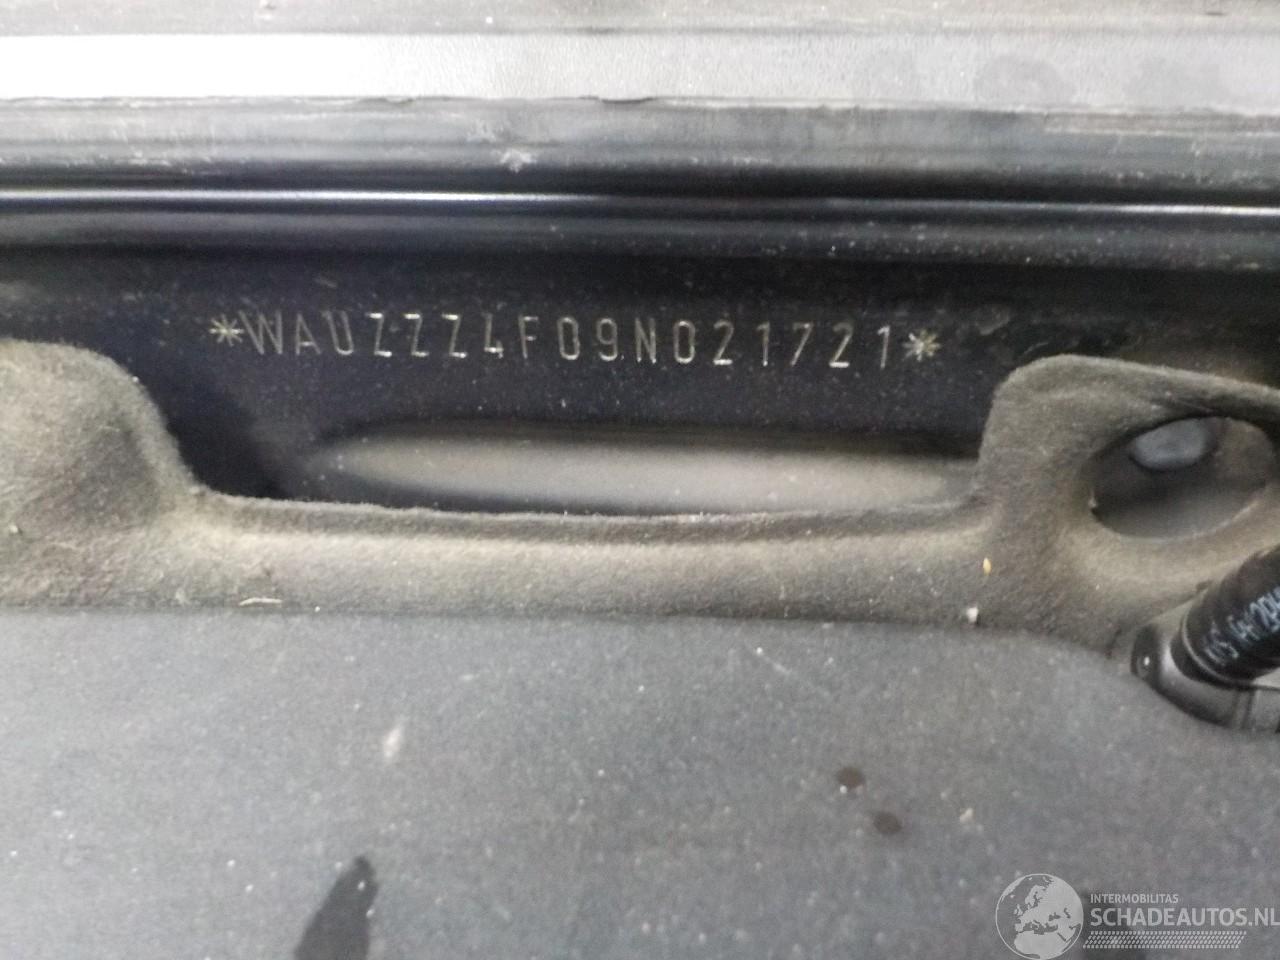 *WAUZZZ4F09N021721*
INTERMOBILITAS
SCHADEAUTOS.NL